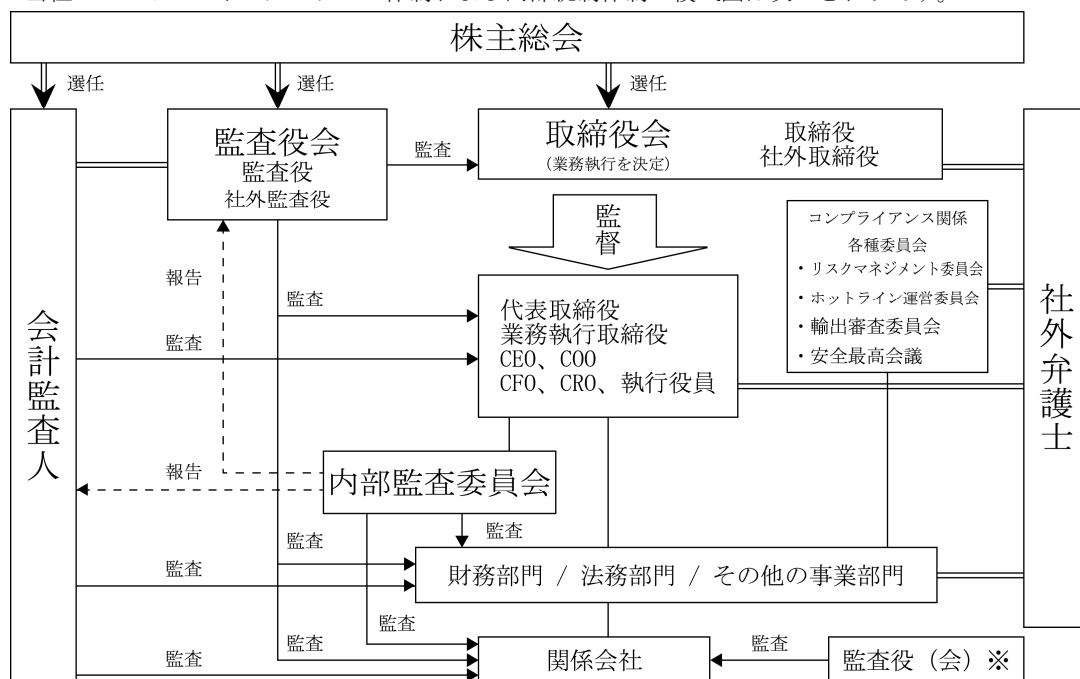 株主総会
選任
選任
選任
監査役会
監査役
社外監査役
監査
取締役会
(業務執行を決定)
取締役
社外取締役
監督
コンプライアンス関係
各種委員会
・リスクマネジメント委員会
・ホットライン運営委員会
・輸出審査委員会
・安全最高会議
報告
監査
監査
代表取締役
業務執行取締役
CEO、COO
CFO、CRO、執行役員
会計監査人
社外弁護士
報告
内部監査委員会
監査
監査
監査
財務部門 / 法務部門 / その他の事業部門
監査
監査
監査
関係会社
監査
監査役（会）※